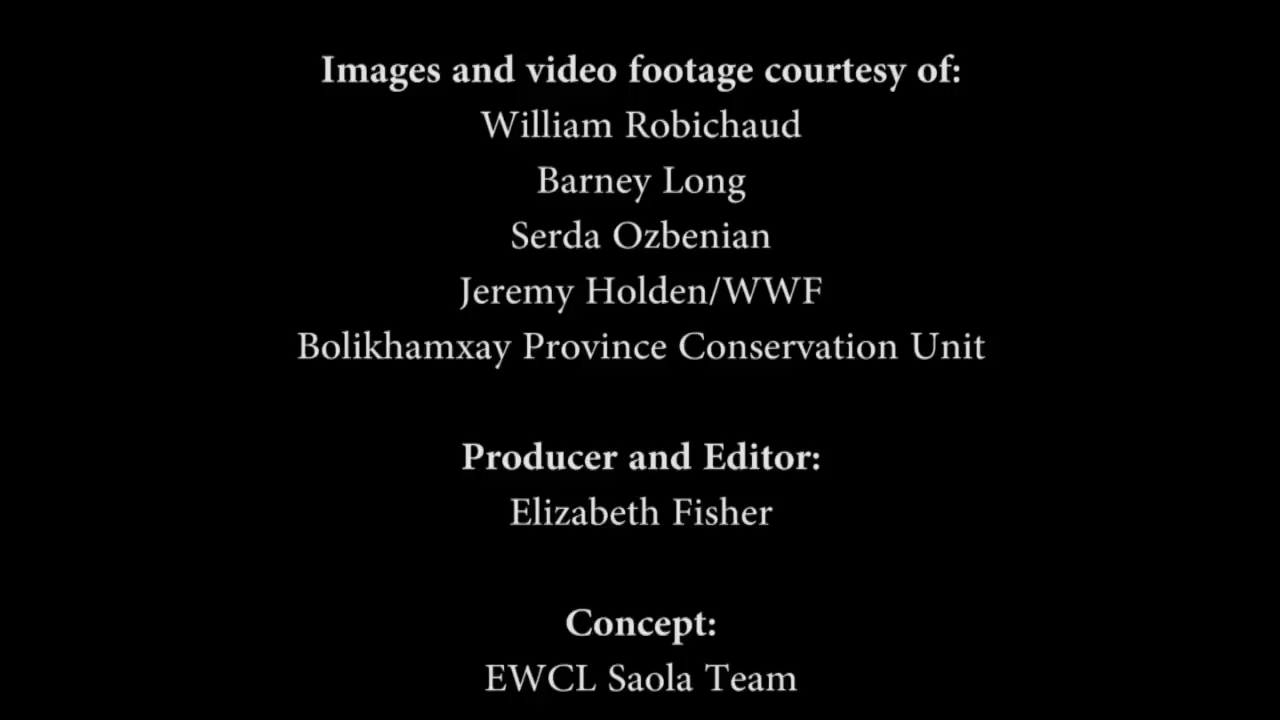 Images and video footage courtesy of:
William Robichaud
Barney Long
Serda Ozbenian
Jeremy Holden/WWF
Bolikhamxay Province Conservation Unit
Producer and Editor:
Elizabeth Fisher
Concept:
EWCL Saola Team